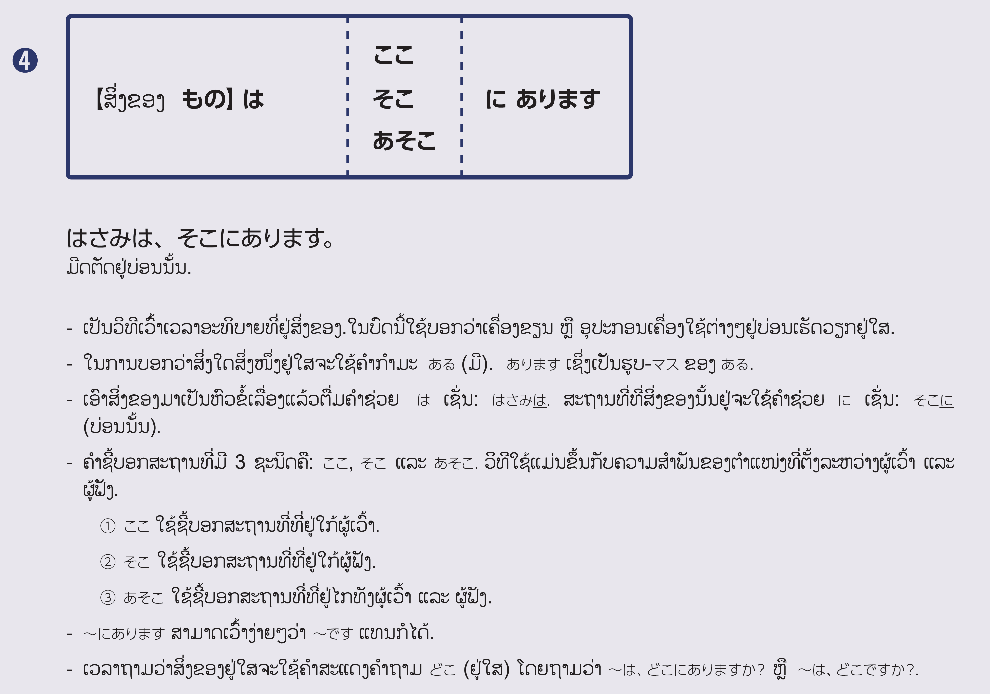 4
ここ
【ສິ່ງຂອງ もの】は そこ に あります
あそこ
はさみは、そこにあります。
ມີດຕັດຢູ່ບ່ອນນັ້ນ.
- ເປັນວິທີເວົ້າເວລາອະທິບາຍທີ່ຢູ່ສິ່ງຂອງ. ໃນບົດນີ້ໃຊ້ບອກວ່າເຄື່ອງຂຽນ ຫຼື ອຸປະກອນເຄື່ອງໃຊ້ຕ່າງໆຢູ່ບ່ອນເຮັດວຽກຢູ່ໃສ.
- ໃນການບອກວ່າສິ່ງໃດສິ່ງໜຶ່ງຢູ່ໃສຈະໃຊ້ຄຳກຳມະ ある (ມີ). あります ເຊິ່ງເປັນຮູບ-マス ຂອງ ある.
- ເອົາສິ່ງຂອງມາເປັນຫົວຂໍ້ເລື່ອງແລ້ວຕື່ມຄຳຊ່ວຍ は ເຊັ່ນ: はさみは. ສະຖານທີ່ທີ່ສິ່ງຂອງນັ້ນຢູ່ຈະໃຊ້ຄຳຊ່ວຍ に ເຊັ່ນ: そこに
(ບ່ອນນັ້ນ).
- ຄຳຊີ້ບອກສະຖານທີ່ມີ 3 ຊະນິດຄື: ここ, そこ ແລະ あそこ. ວິທີໃຊ້ແມ່ນຂຶ້ນກັບຄວາມສຳພັນຂອງຕຳແໜ່ງທີ່ຕັ້ງລະຫວ່າງຜູ້ເວົ້າ ແລະ
ຜູ້ຟັງ.
① ここ ໃຊ້ຊີ້ບອກສະຖານທີ່ທີ່ຢູ່ໃກ້ຜູ້ເວົ້າ.
② そこ ໃຊ້ຊີ້ບອກສະຖານທີ່ທີ່ຢູ່ໃກ້ຜູ້ຟັງ.
③ あそこ ໃຊ້ຊີ້ບອກສະຖານທີ່ທີ່ຢູ່ໄກທັງຜູ້ເວົ້າ ແລະ ຜູ້ຟັງ.
- ～にあります ສາມາດເວົ້າງ່າຍໆວ່າ ～です ແທນກໍໄດ້.
- ເວລາຖາມວ່າສິ່ງຂອງຢູ່ໃສຈະໃຊ້ຄຳສະແດງຄຳຖາມ どこ (ຢູ່ໃສ) ໂດຍຖາມວ່າ ～は、どこにありますか? ຫຼື ～は、どこですか?.